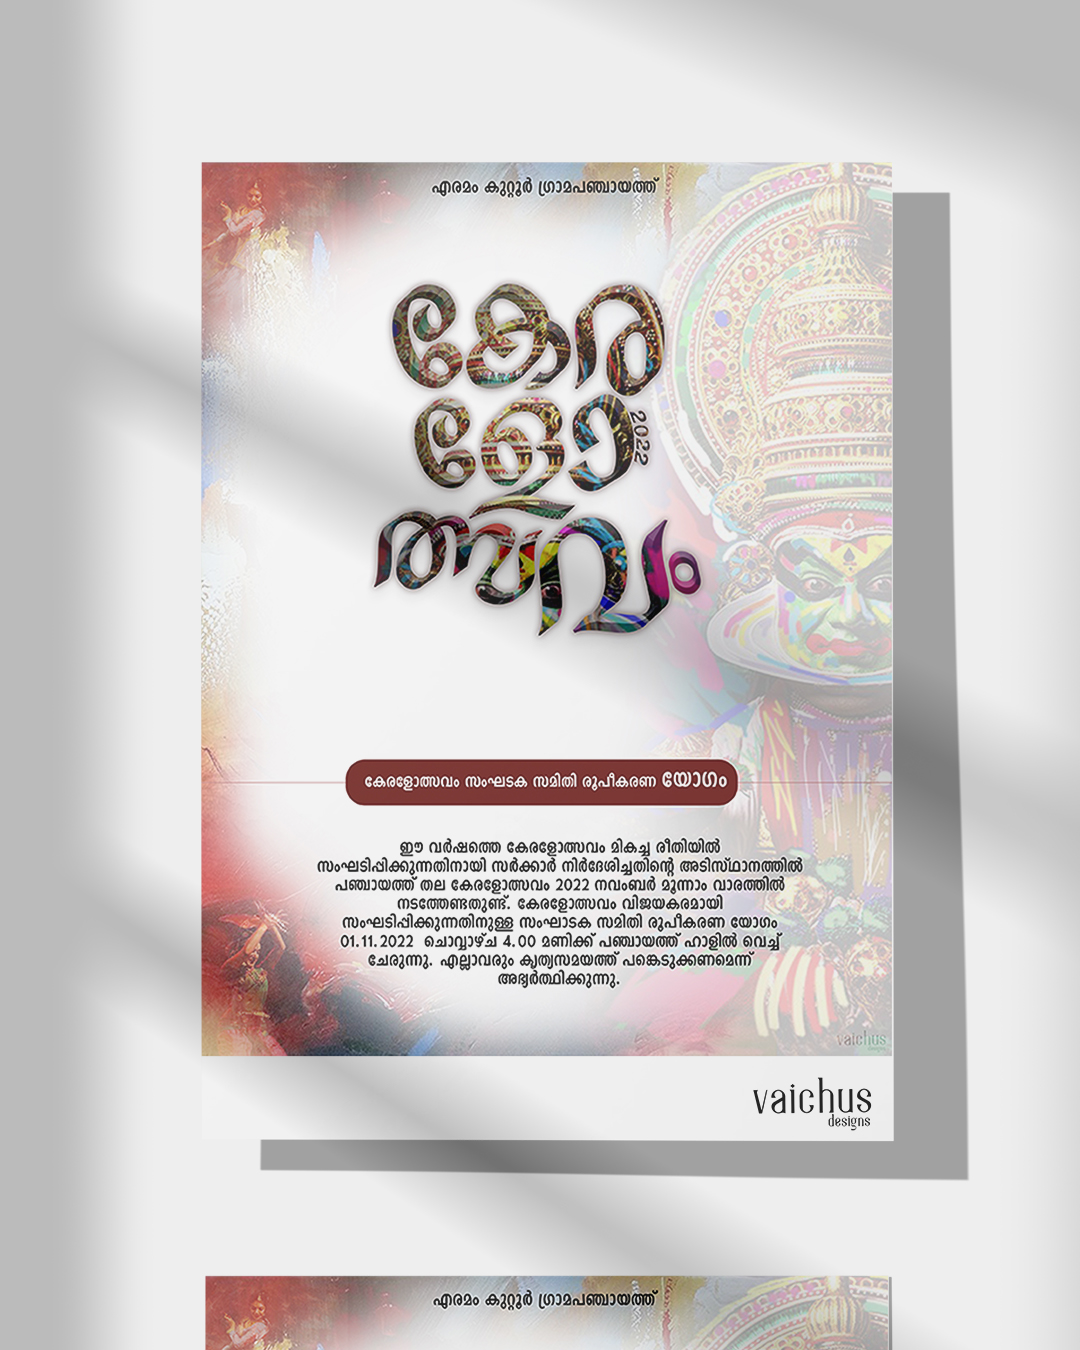 എരമം കുറ്റൂർ ഗ്രാമപഞ്ചായത്ത്
കേര
ളോ
ത്സവം
2022
കേരളോത്സവം സംഘടക സമിതി രൂപീകരണ യോഗം
ഈ വർഷത്തെ കേരളോത്സവം മികച്ച രീതിയിൽ
സംഘടിപ്പിക്കുന്നതിനായി സർക്കാർ നിർദേശിച്ചതിന്റെ അടിസ്ഥാനത്തിൽ
പഞ്ചായത്ത് തല കേരളോത്സവം 2022 നവംബർ മൂന്നാം വാരത്തിൽ
നടത്തേണ്ടതുണ്ട്. കേരളോത്സവം വിജയകരമായി
സംഘടിപ്പിക്കുന്നതിനുള്ള സംഘാടക സമിതി രൂപീകരണ യോഗം
01.11.2022 ചൊവ്വാഴ്ച 4.00 മണിക്ക് പഞ്ചായത്ത് ഹാളിൽ വെച്ച്
ചേരുന്നു. എല്ലാവരും കൃത്യസമയത്ത് പങ്കെടുക്കണമെന്ന്
അഭ്യർത്ഥിക്കുന്നു.
vaichus
vaichus
designs
എരമം കുറ്റൂർ ഗ്രാമപഞ്ചായത്ത്